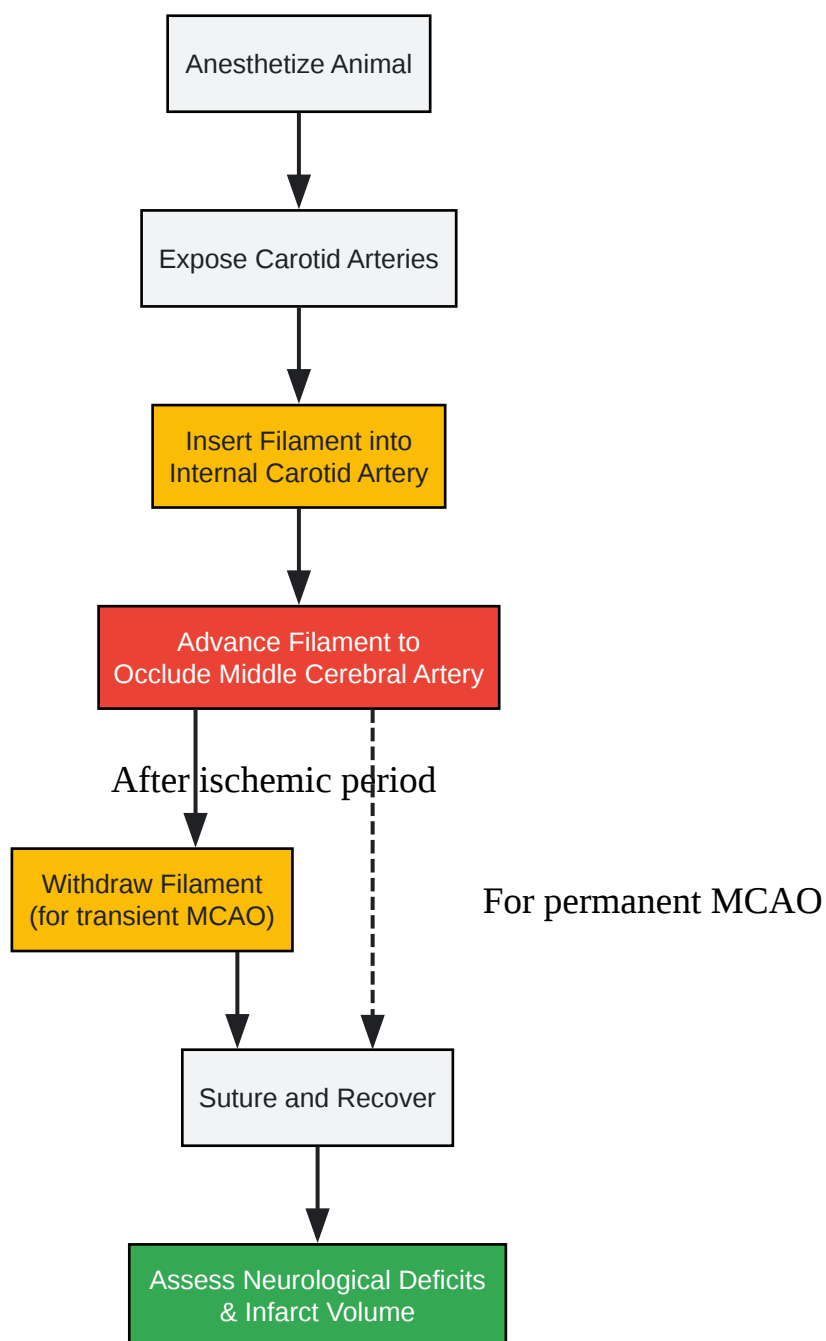 Anesthetize Animal
Expose Carotid Arteries
Insert Filament into
Internal Carotid Artery
Advance Filament to
Occlude Middle Cerebral Artery
After ischemic period
Withdraw Filament
(for transient MCAO)
For permanent MCAO
Suture and Recover
Assess Neurological Deficits
& Infarct Volume